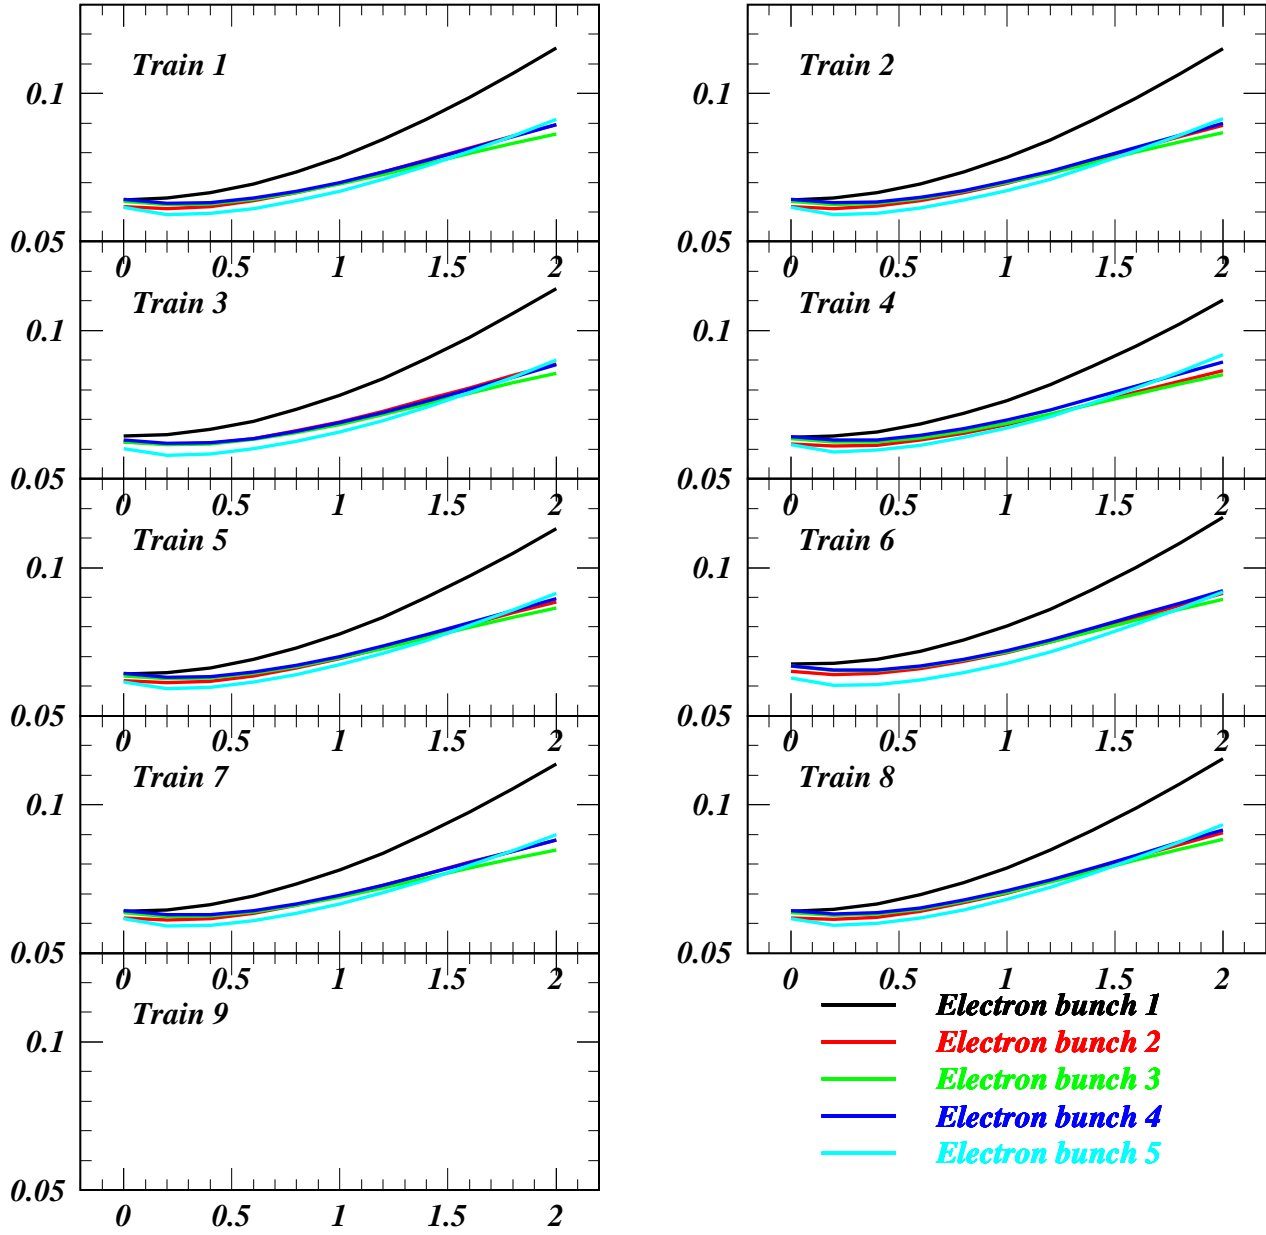 Train 1
Train 2
0.1
0.1
0.05
0.05
0 0.5 1 1.5 2
0 0.5 1 1.5 2
Train 3
Train 4
0.1
0.1
0.05
0.05
0 0.5 1 1.5 2
0 0.5 1 1.5 2
Train 5
Train 6
0.1
0.1
0.05
0.05
0 0.5 1 1.5 2
0 0.5 1 1.5 2
Train 7
Train 8
0.1
0.1
0.05
0.05
0 0.5 1 1.5 2
0 0.5 1 1.5 2
Train 9
0.1
0.05
0 0.5 1 1.5 2
Electron bunch 1
Electron bunch 2
Electron bunch 3
Electron bunch 4
Electron bunch 5